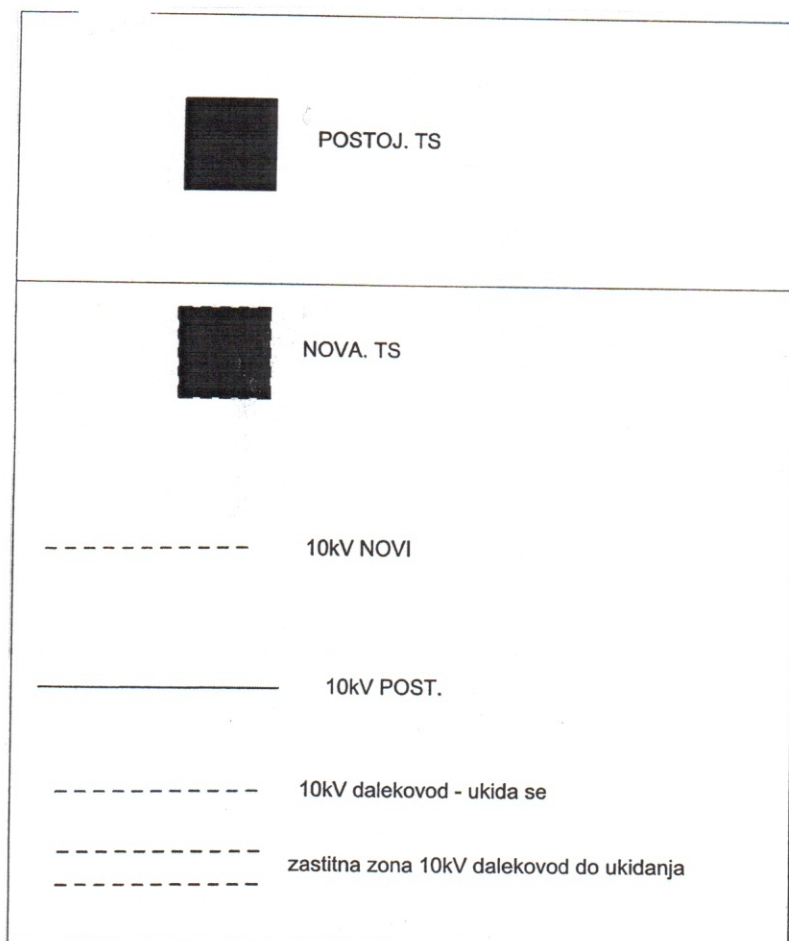 POSTOJ. TS
NOVA. TS
10kV NOVI
10kV POST.
10kV dalekovod - ukida se
zastitna zona 10kV dalekovod do ukidanja